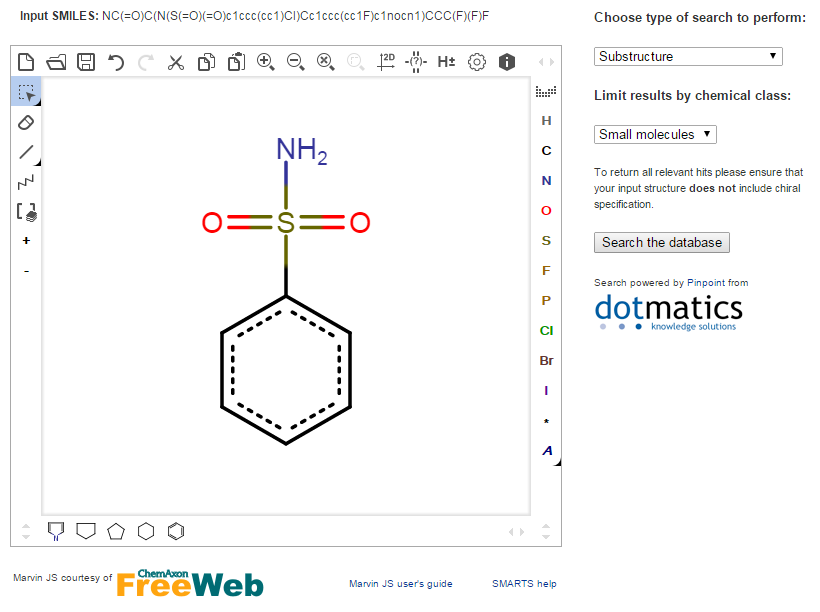 Input SMILES: NC(=O)C(N(S(=O)(=O)c1ccc(cc1)Cl)Cc1ccc(cc1F)c1nocn1)CCC(F)(F)F
2D
(?)
H±
i
H
C
N
O
S
F
P
Cl
Br
I
*
A
+
-
NH2
O S O
N
Marvin JS courtesy of
ChemAxon
FreeWeb
Marvin JS user's guide
SMARTS help
Choose type of search to perform:
Substructure
Limit results by chemical class:
Small molecules
To return all relevant hits please ensure that
your input structure does not include chiral
specification.
Search the database
Search powered by Pinpoint from
dotmatics
knowledge solutions